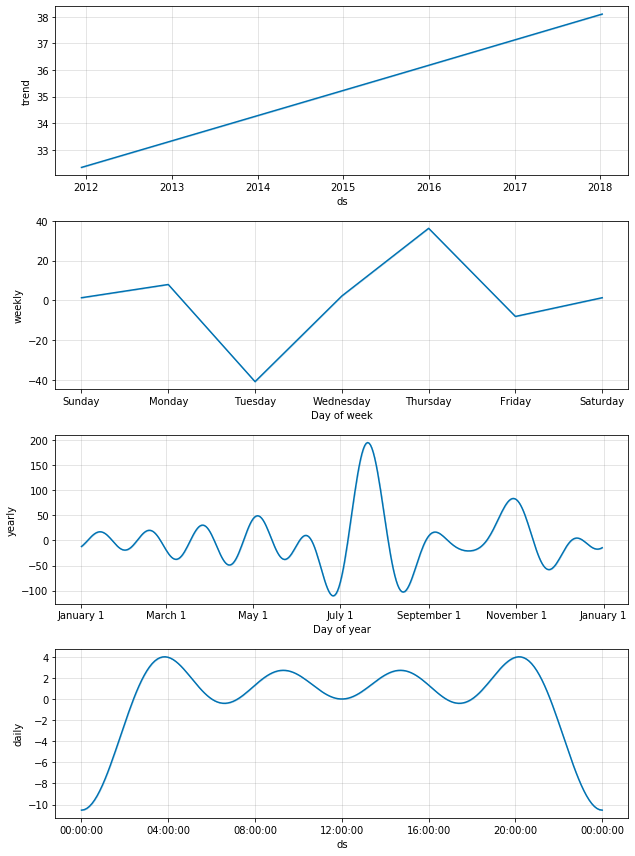 38
37
36
35
34
33
trend
2012 2013 2014 2015 2016 2017 2018
ds
40
20
0
−20
−40
weekly
Sunday Monday Tuesday Wednesday Thursday Friday Saturday
Day of week
200
150
100
50
0
−50
−100
yearly
January 1 March 1 May 1 July 1 September 1 November 1 January 1
Day of year
4
2
0
−2
−4
−6
−8
−10
daily
00:00:00 04:00:00 08:00:00 12:00:00 16:00:00 20:00:00 00:00:00
ds